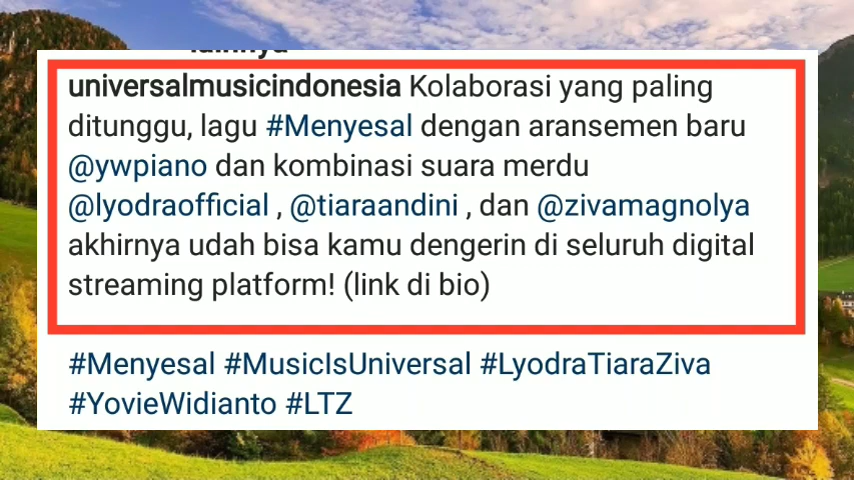 lainnya
universalmusicindonesia Kolaborasi yang paling
ditunggu, lagu #Menyesal dengan aransemen baru
@ywpiano dan kombinasi suara merdu
@lyodraofficial , @tiaraandini , dan @zivamagnolya
akhirnya udah bisa kamu dengerin di seluruh digital
streaming platform! (link di bio)
#Menyesal #MusicIsUniversal #LyodraTiaraZiva
#YovieWidianto #LTZ